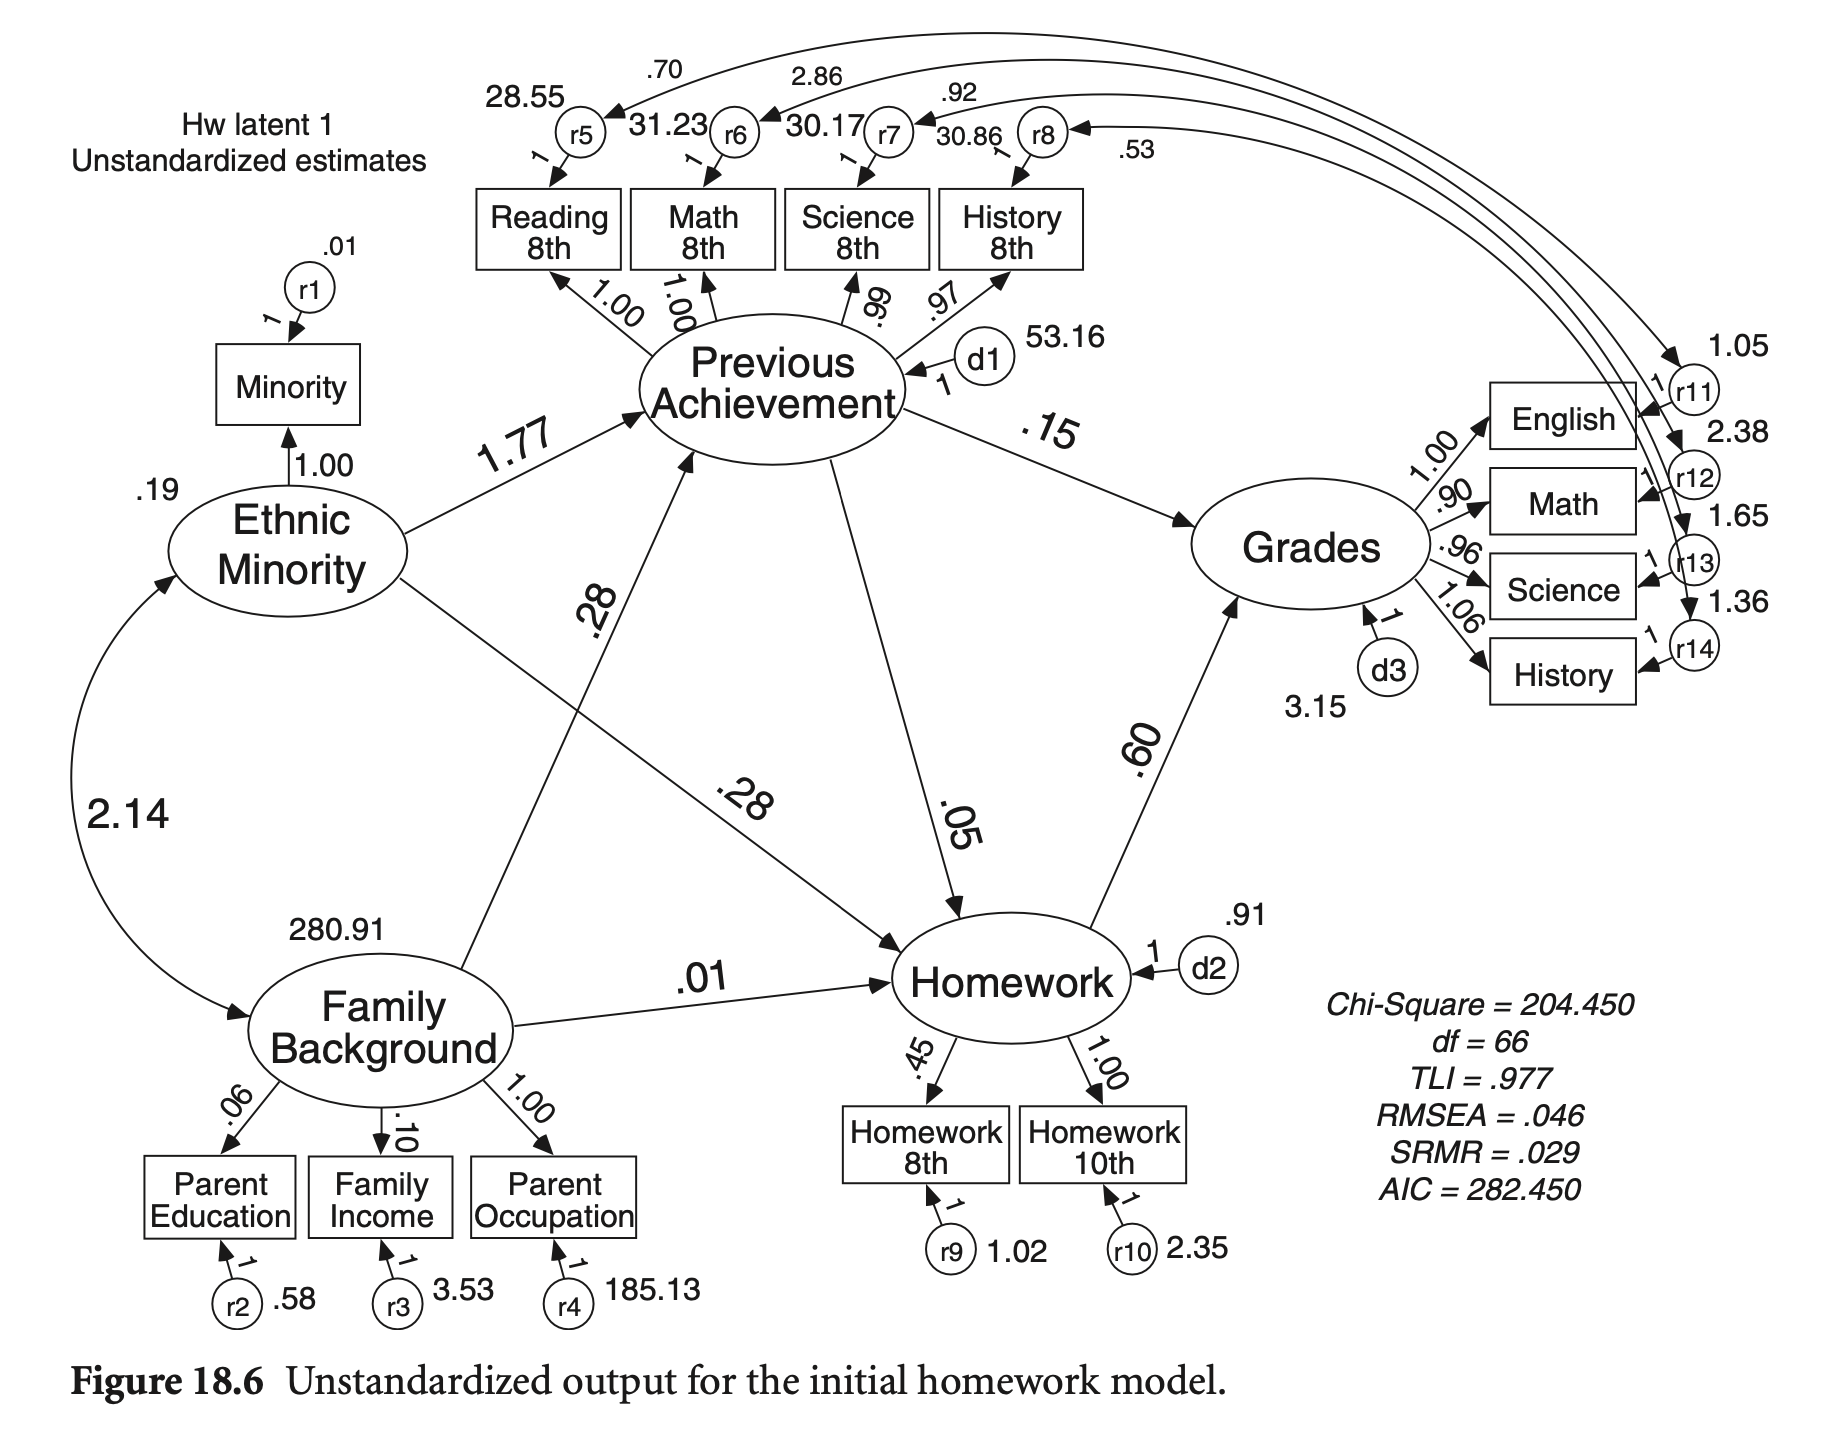 Hw latent 1
Unstandardized estimates
.70
2.86
.92
.53
28.55
r5
31.23
r6
30.17
r7
30.86
r8
1
1
1
1
Reading
8th
Math
8th
Science
8th
History
8th
1.00
1.00
.99
.97
.01
r1
1
Minority
1.00
.19
Ethnic
Minority
Previous
Achievement
d1
53.16
1
1.77
.15
.28
.28
.05
.60
.01
2.14
Grades
1.00
.90
.96
1.06
English
Math
Science
History
1
1
1
1
1.05
r11
2.38
r12
1.65
r13
1.36
r14
1
d3
3.15
280.91
Family
Background
.06
.10
1.00
Parent
Education
Family
Income
Parent
Occupation
1
1
1
r2
.58
r3
3.53
r4
185.13
Homework
1
d2
.91
.45
1.00
Homework
8th
Homework
10th
1
1
r9
1.02
r10
2.35
Chi-Square = 204.450
df = 66
TLI = .977
RMSEA = .046
SRMR = .029
AIC = 282.450
Figure 18.6 Unstandardized output for the initial homework model.